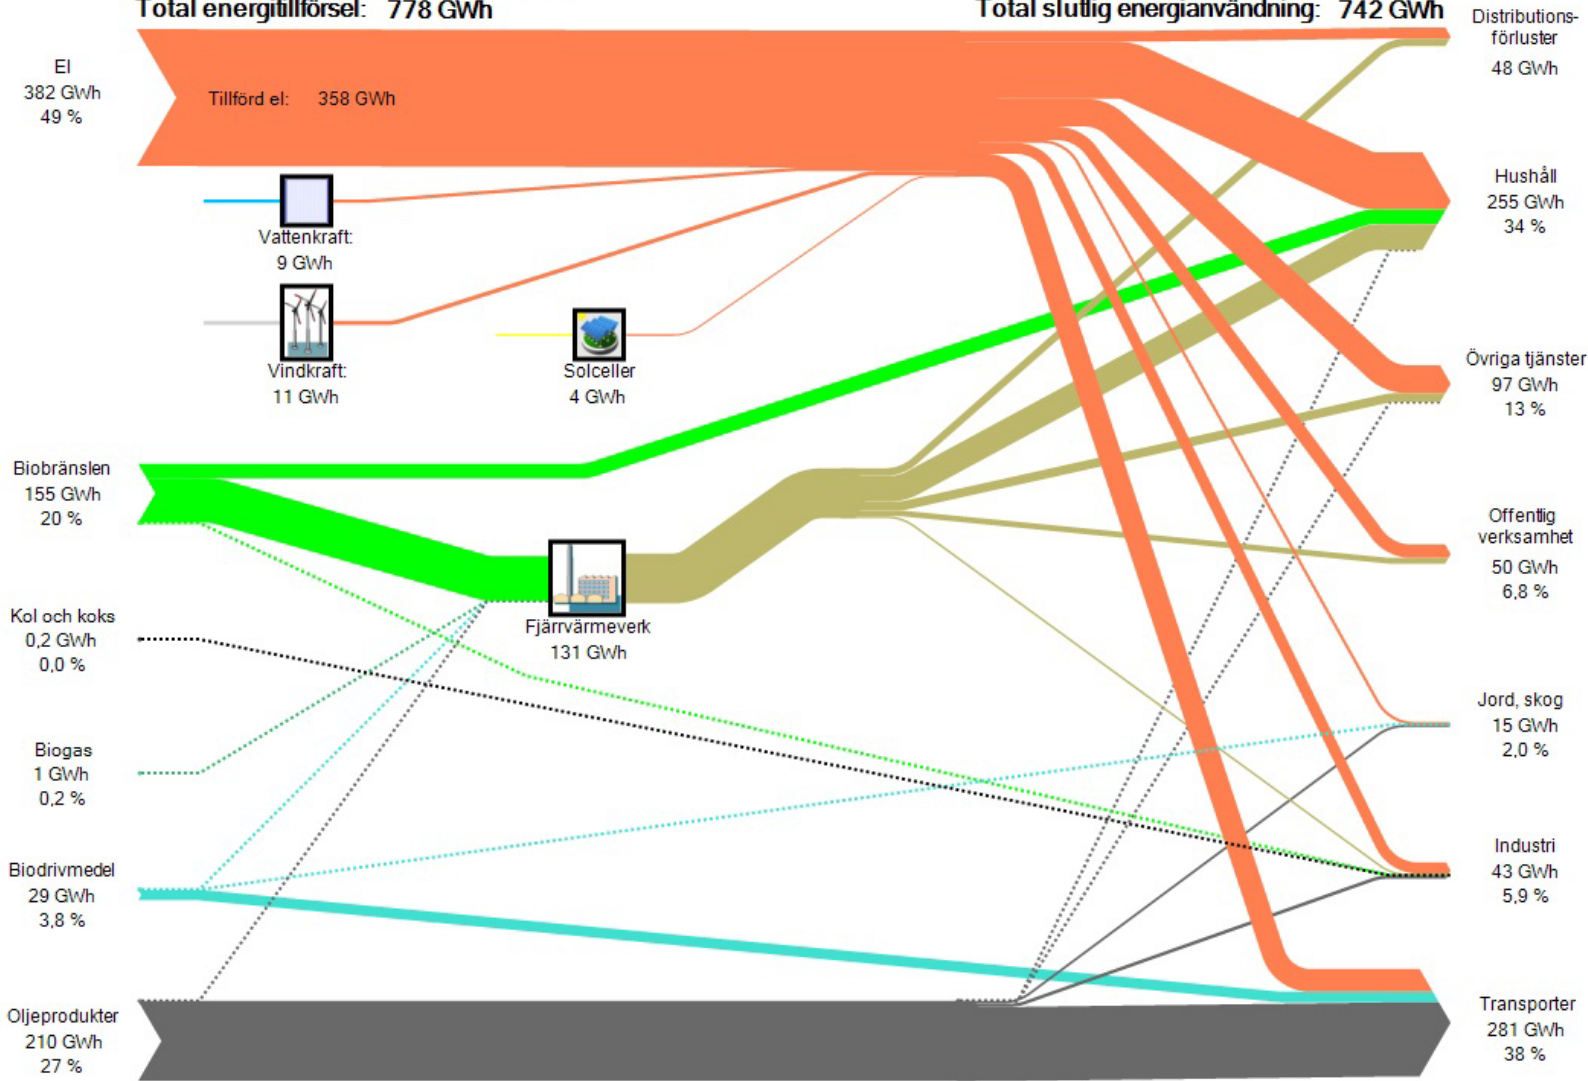 Total energitillförsel: 778 GWh
Total slutlig energianvändning: 742 GWh
El
382 GWh
49 %
Tillförd el: 358 GWh
Vattenkraft:
9 GWh
Vindkraft:
11 GWh
Solceller
4 GWh
Biobränslen
155 GWh
20 %
Fjärrvärmeverk
131 GWh
Kol och koks
0,2 GWh
0,0 %
Biogas
1 GWh
0,2 %
Biodrivmedel
29 GWh
3,8 %
Oljeprodukter
210 GWh
27 %
Distributions-
förluster
48 GWh
Hushåll
255 GWh
34 %
Övriga tjänster
97 GWh
13 %
Offentlig
verksamhet
50 GWh
6,8 %
Jord, skog
15 GWh
2,0 %
Industri
43 GWh
5,9 %
Transporter
281 GWh
38 %